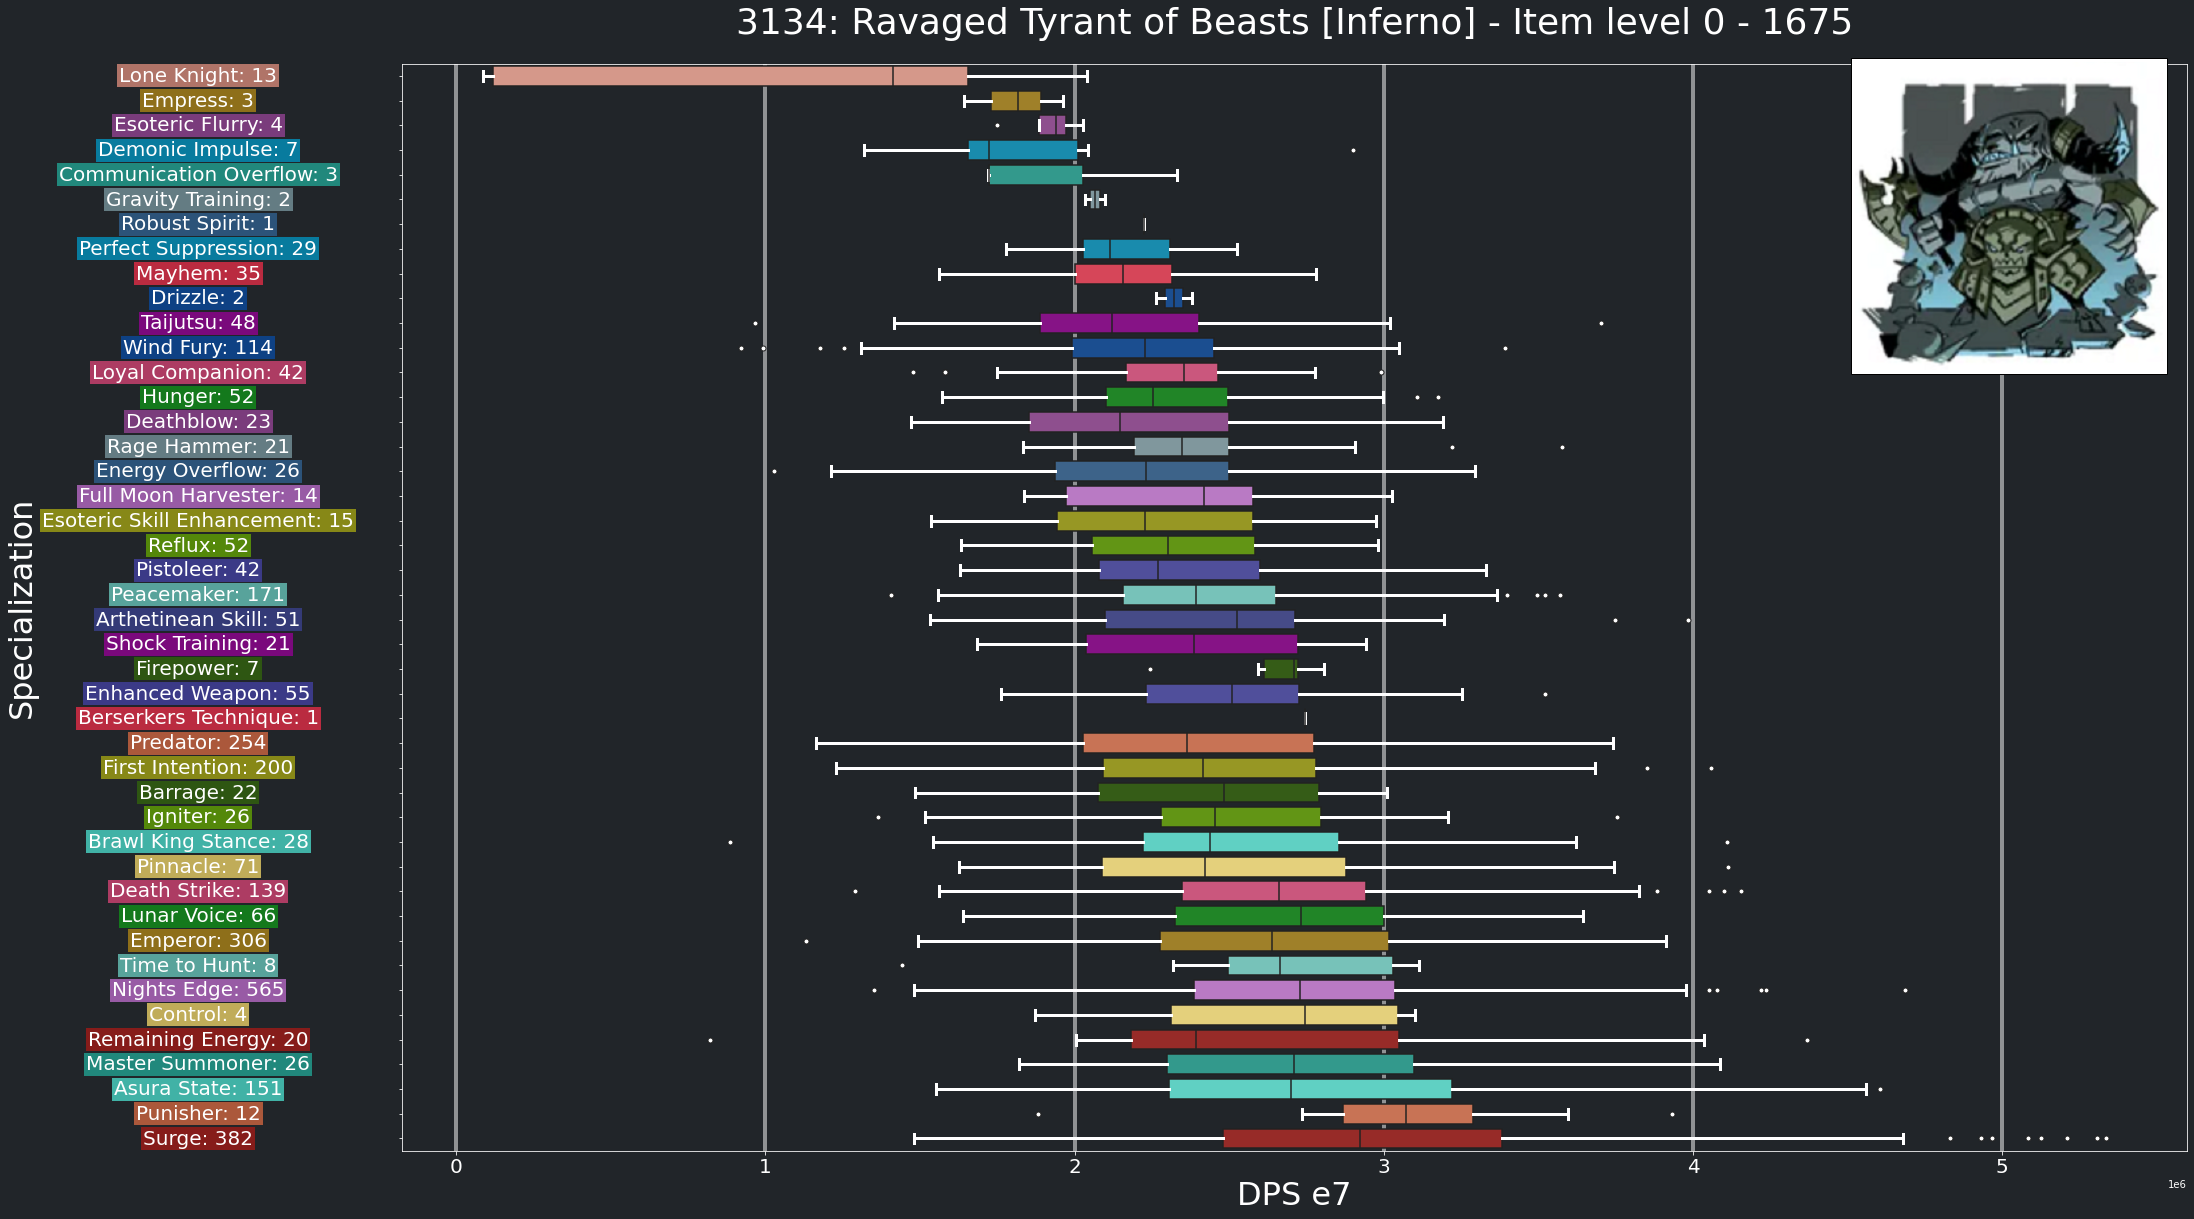 3134: Ravaged Tyrant of Beasts [Inferno] - Item level 0 - 1675
Specialization
Lone Knight: 13
Empress: 3
Esoteric Flurry: 4
Demonic Impulse: 7
Communication Overflow: 3
Gravity Training: 2
Robust Spirit: 1
Perfect Suppression: 29
Mayhem: 35
Drizzle: 2
Taijutsu: 48
Wind Fury: 114
Loyal Companion: 42
Hunger: 52
Deathblow: 23
Rage Hammer: 21
Energy Overflow: 26
Full Moon Harvester: 14
Esoteric Skill Enhancement: 15
Reflux: 52
Pistoleer: 42
Peacemaker: 171
Arthetinean Skill: 51
Shock Training: 21
Firepower: 7
Enhanced Weapon: 55
Berserkers Technique: 1
Predator: 254
First Intention: 200
Barrage: 22
Igniter: 26
Brawl King Stance: 28
Pinnacle: 71
Death Strike: 139
Lunar Voice: 66
Emperor: 306
Time to Hunt: 8
Nights Edge: 565
Control: 4
Remaining Energy: 20
Master Summoner: 26
Asura State: 151
Punisher: 12
Surge: 382
0 1 2 3 4 5
DPS e7
1e6